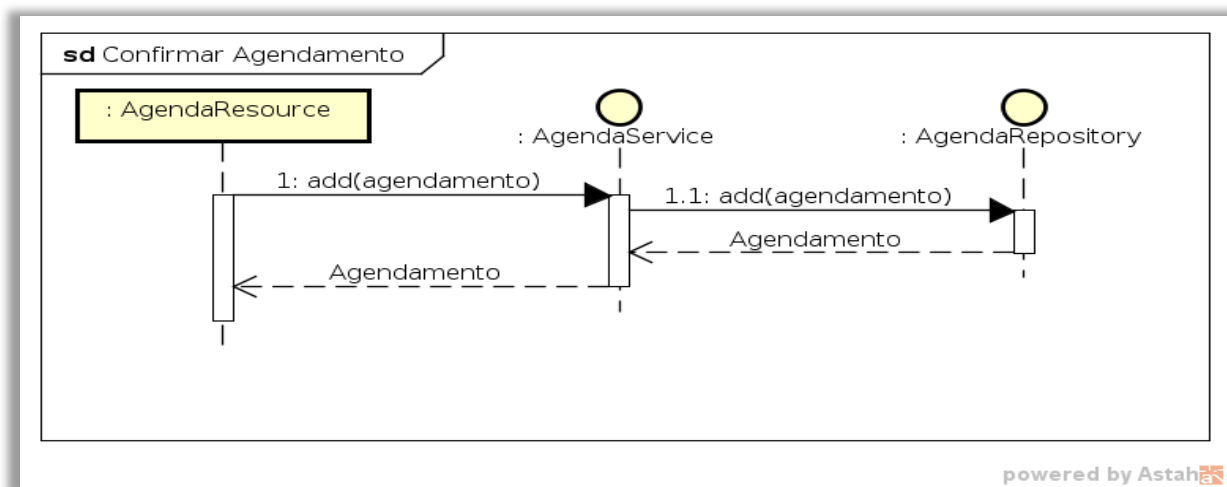 sd Confirmar Agendamento
: AgendaResource
: AgendaService
: AgendaRepository
1: add(agendamento)
1.1: add(agendamento)
Agendamento
Agendamento
powered by Astah